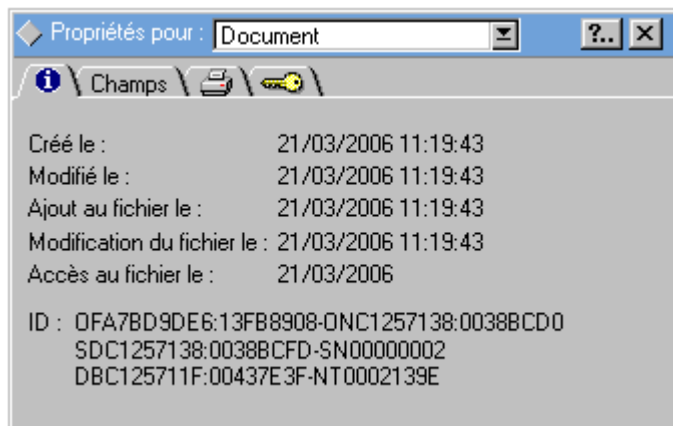 Propriétés pour : Document ?..
Champs
Créé le : 21/03/2006 11:19:43
Modifié le : 21/03/2006 11:19:43
Ajout au fichier le : 21/03/2006 11:19:43
Modification du fichier le : 21/03/2006 11:19:43
Accès au fichier le : 21/03/2006
ID : OFA7BD9DE6:13FB8908-ONC1257138:0038BCD0
SDC1257138:0038BCFD-SN00000002
DBC125711F:00437E3F-NT0002139E